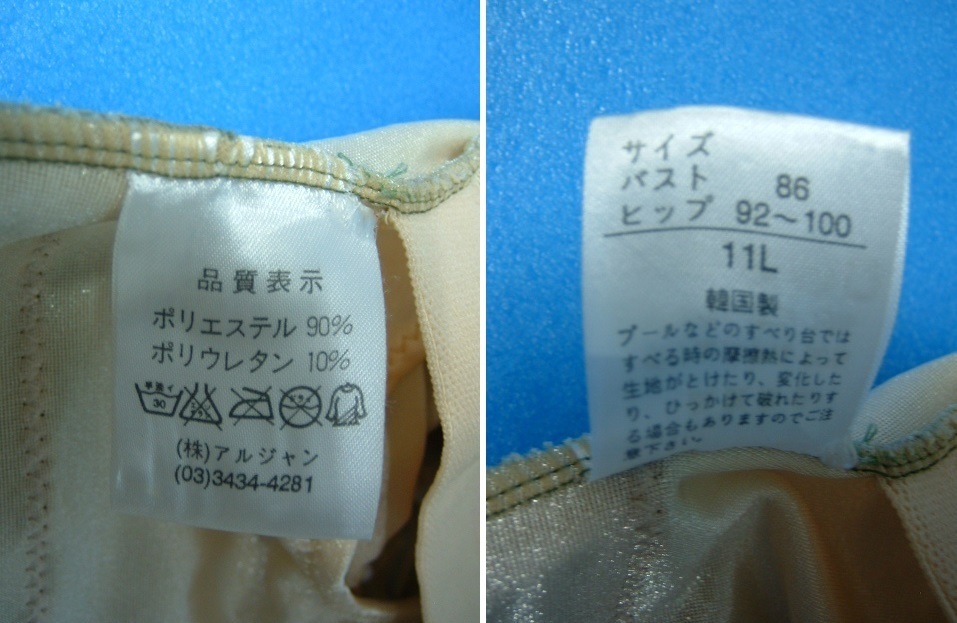 品質表示
ポリエステル 90%
ポリウレタン 10%
30
(株)アルジャン
(03)3434-4281
サイズ
バスト 86
ヒップ 92〜100
11L
韓国製
プールなどのすべり台では
すべる時の摩擦熱によって
生地がとけたり、変化した
り、ひっかけて破れたりす
る場合もありますのでご注
意下さい。